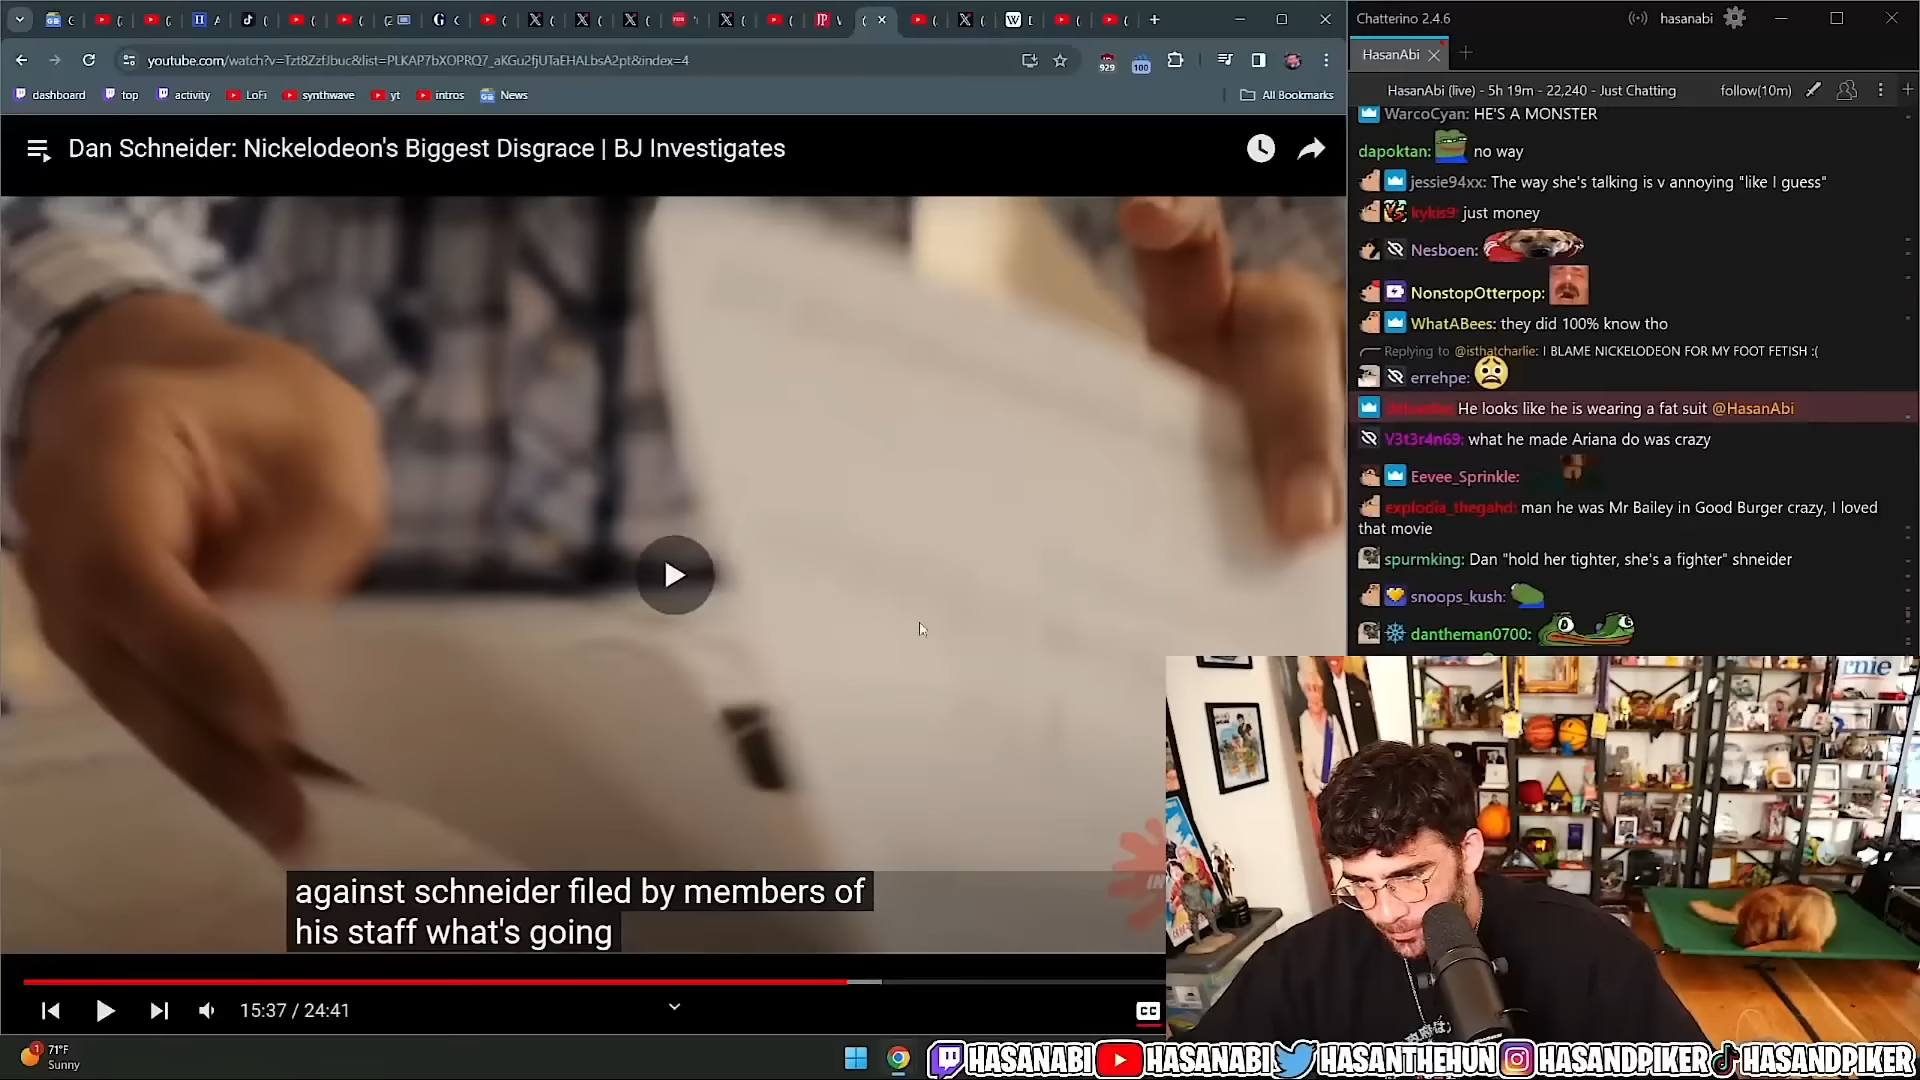 Chatterino 2.4.6
hasanabi
929
100
youtube.com/watch?v=Tzt8ZzfJbuc&list=PLKAP7bXOPRQ7_aKGu2fjUTaEHALbsA2pt&index=4
HasanAbi
dashboard
top
activity
LoFi
synthwave
yt
intros
News
All Bookmarks
HasanAbi (live) - 5h 19m - 22,240 - Just Chatting
follow(10m)
Dan Schneider: Nickelodeon's Biggest Disgrace | BJ Investigates
WarcoCyan: HE'S A MONSTER
dapoktan: no way
jessie94xx: The way she's talking is v annoying "like I guess"
kykis9: just money
Nesboen:
NonstopOtterpop:
WhatABees: they did 100% know tho
Replying to @isthatcharlie: I BLAME NICKELODEON FOR MY FOOT FETISH :(
errehpe:
He looks like he is wearing a fat suit @HasanAbi
V3t3r4n69: what he made Ariana do was crazy
Eevee_Sprinkle:
explodia_thegahd: man he was Mr Bailey in Good Burger crazy, I loved
that movie
spurmking: Dan "hold her tighter, she's a fighter" shneider
snoops_kush:
dantheman0700:
rnie
against schneider filed by members of
his staff what's going
15:37 / 24:41
CC
1
71°F
Sunny
HASANABI
HASANABI
HASANTHEHUN
HASANDPIKER
HASANDPIKER